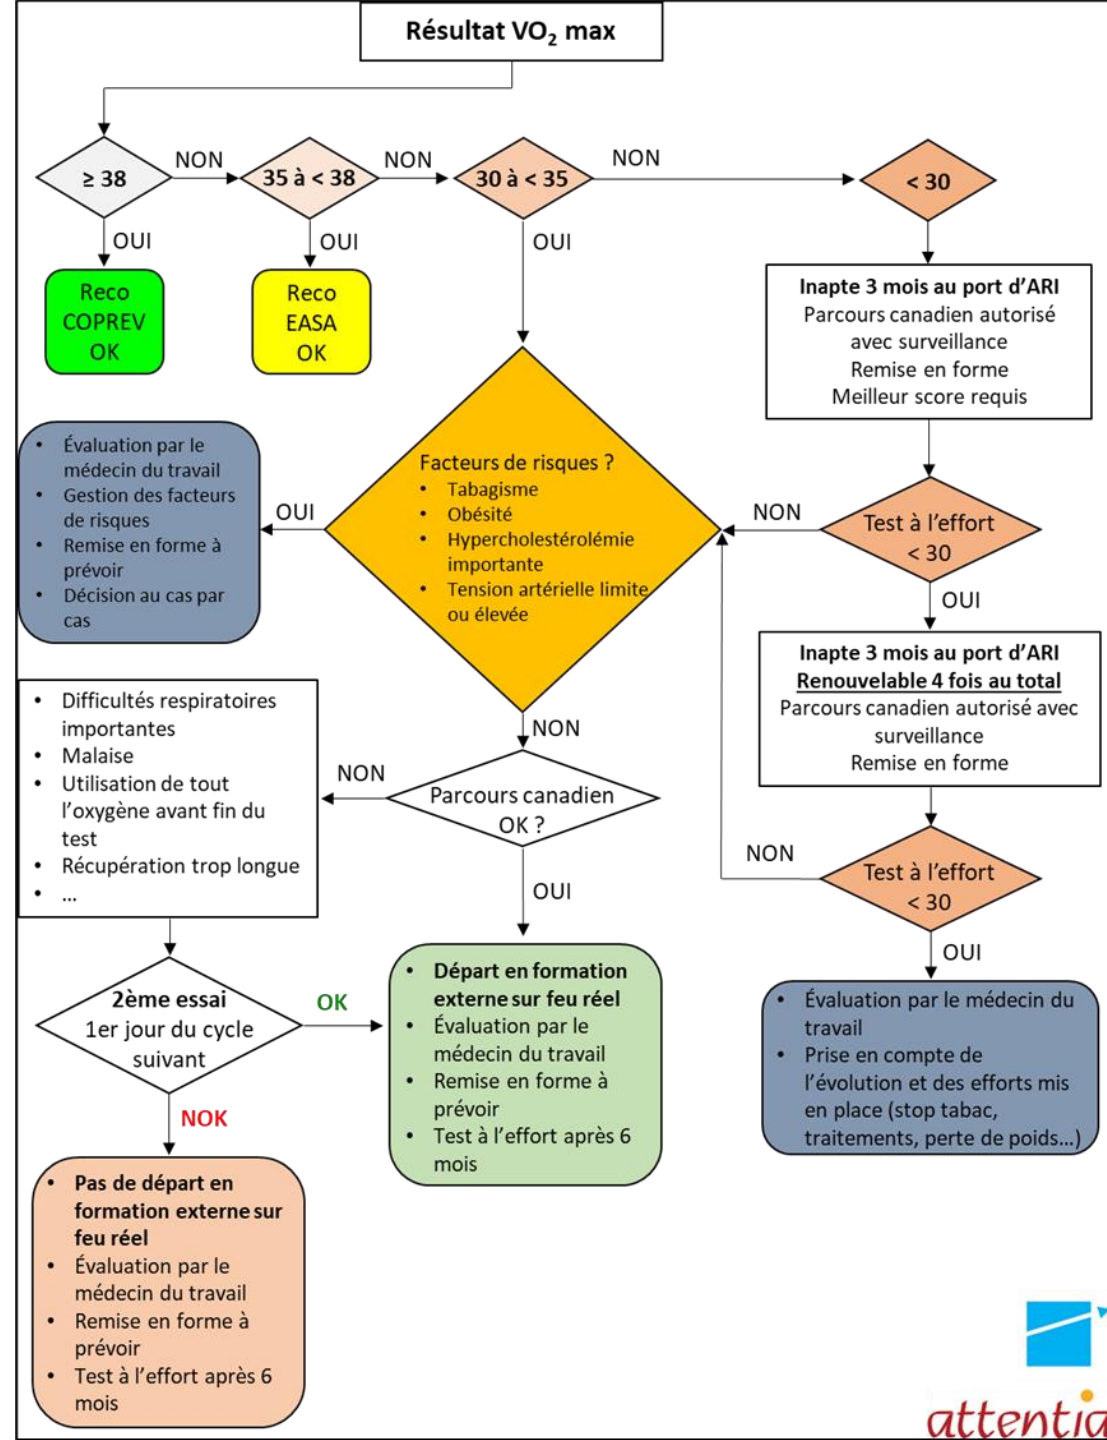 Résultat VO₂ max
≥ 38
NON
35 à < 38
NON
30 à < 35
NON
< 30
OUI
OUI
OUI
Reco
COPREV
OK
Reco
EASA
OK
Inapte 3 mois au port d’ARI
Parcours canadien autorisé
avec surveillance
Remise en forme
Meilleur score requis
• Évaluation par le
médecin du travail
• Gestion des facteurs
de risques
• Remise en forme à
prévoir
• Décision au cas par
cas
OUI
Facteurs de risques ?
• Tabagisme
• Obésité
• Hypercholestérolémie
importante
• Tension artérielle limite
ou élevée
NON
Test à l’effort
< 30
OUI
Inapte 3 mois au port d’ARI
Renouvelable 4 fois au total
Parcours canadien autorisé avec
surveillance
Remise en forme
• Difficultés respiratoires
importantes
• Malaise
• Utilisation de tout
l’oxygène avant fin du
test
• Récupération trop longue
• ...
NON
NON
Parcours canadien
OK ?
OUI
NON
Test à l’effort
< 30
OUI
2ème essai
1er jour du cycle
suivant
OK
NOK
• Départ en formation
externe sur feu réel
• Évaluation par le
médecin du travail
• Remise en forme à
prévoir
• Test à l’effort après 6
mois
• Évaluation par le médecin du
travail
• Prise en compte de
l’évolution et des efforts mis
en place (stop tabac,
traitements, perte de poids...)
• Pas de départ en
formation externe sur
feu réel
• Évaluation par le
médecin du travail
• Remise en forme à
prévoir
• Test à l’effort après 6
mois
attentia